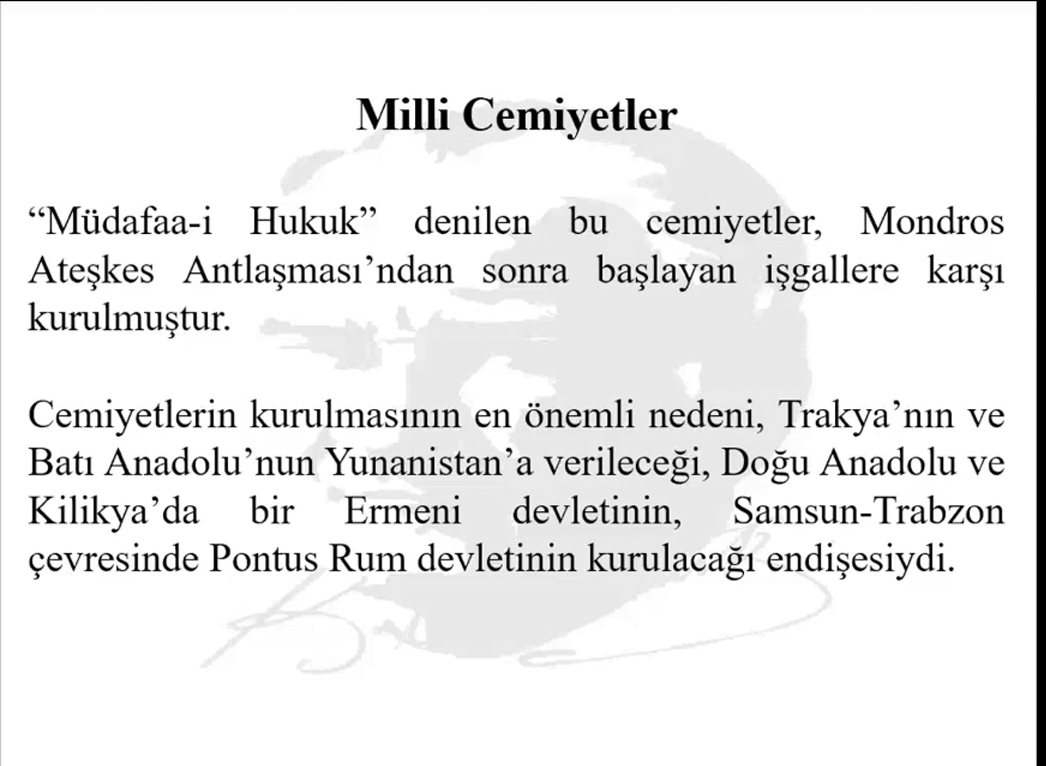 Milli Cemiyetler
“Müdafaa-i Hukuk” denilen bu cemiyetler, Mondros
Ateşkes Antlaşması’ndan sonra başlayan işgallere karşı
kurulmuştur.
Cemiyetlerin kurulmasının en önemli nedeni, Trakya’nın ve
Batı Anadolu’nun Yunanistan’a verileceği, Doğu Anadolu ve
Kilikya’da bir Ermeni devletinin, Samsun-Trabzon
çevresinde Pontus Rum devletinin kurulacağı endişesiydi.